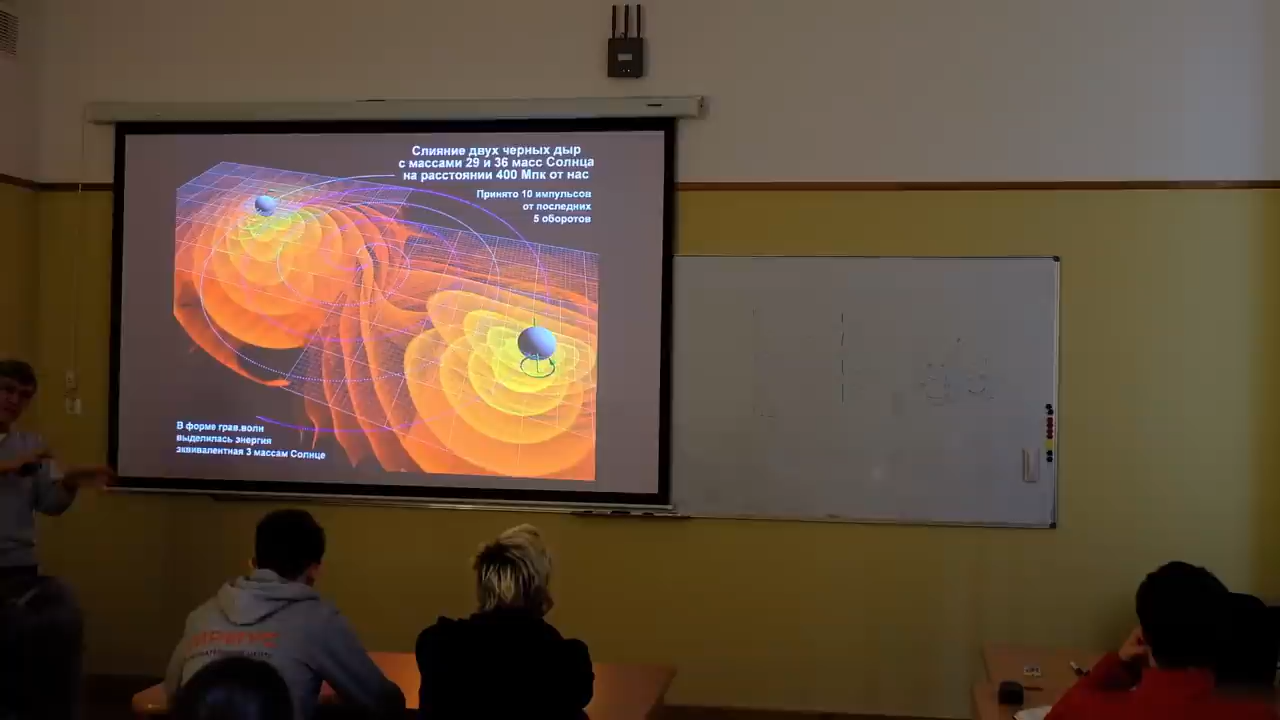 Слияние двух черных дыр
с массами 29 и 36 масс Солнца
на расстоянии 400 Мпк от нас
Принято 10 импульсов
от последних
5 оборотов
В форме грав.волн
выделилась энергия
эквивалентная 3 массам Солнце